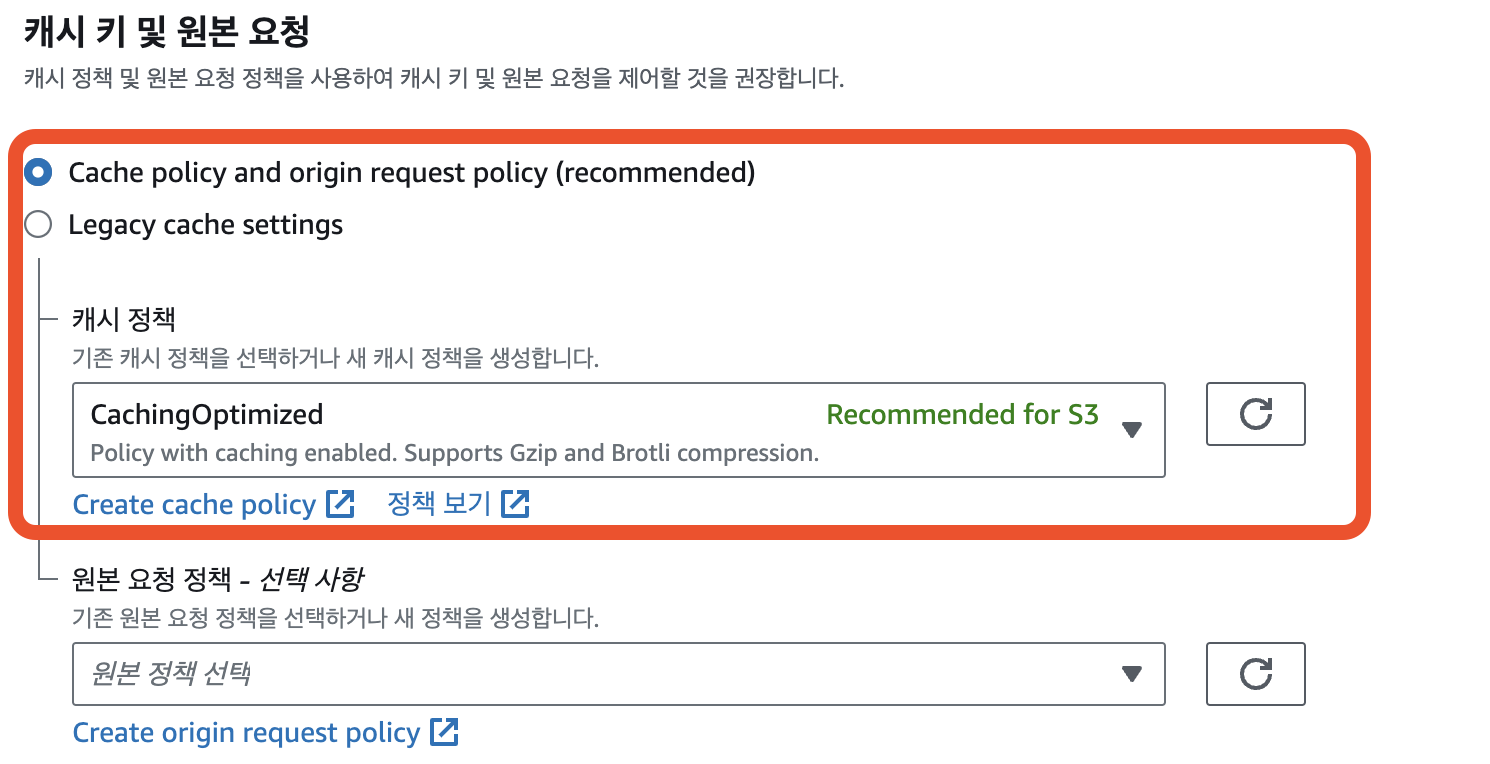 캐시 키 및 원본 요청
캐시 정책 및 원본 요청 정책을 사용하여 캐시 키 및 원본 요청을 제어할 것을 권장합니다.
Cache policy and origin request policy (recommended)
Legacy cache settings
캐시 정책
기존 캐시 정책을 선택하거나 새 캐시 정책을 생성합니다.
CachingOptimized Recommended for S3
Policy with caching enabled. Supports Gzip and Brotli compression.
Create cache policy 정책 보기
원본 요청 정책 - 선택 사항
기존 원본 요청 정책을 선택하거나 새 정책을 생성합니다.
원본 정책 선택
Create origin request policy